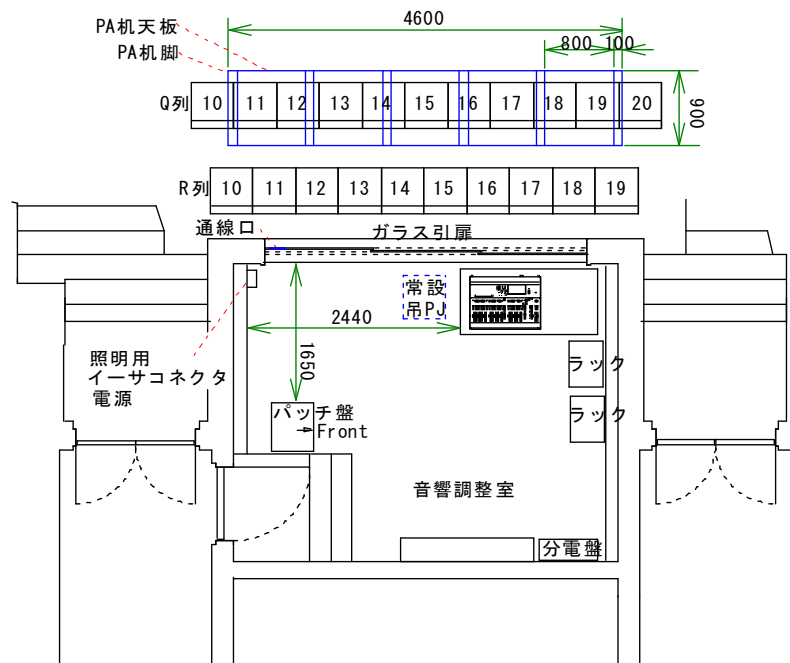 4600
PA机天板
PA机脚
800
100
900
Q列 10 11 12 13 14 15 16 17 18 19 20
R列 10 11 12 13 14 15 16 17 18 19
通線口
ガラス引扉
常設
吊PJ
2440
1650
照明用
イーサコネクタ
電源
ラック
ラック
パッチ盤
Front
音響調整室
分電盤